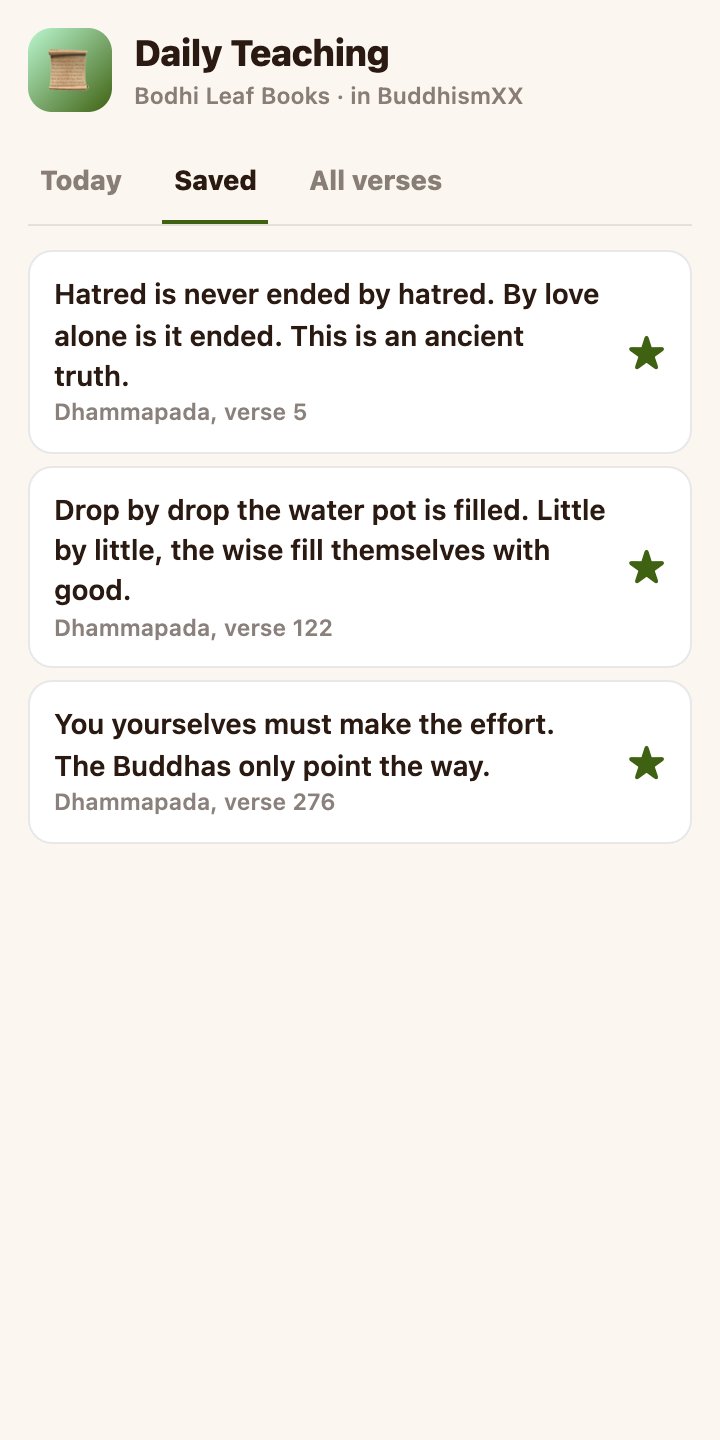 Daily Teaching
Bodhi Leaf Books · in BuddhismXX
Today Saved All verses
Hatred is never ended by hatred. By love
alone is it ended. This is an ancient
truth.
Dhammapada, verse 5
Drop by drop the water pot is filled. Little
by little, the wise fill themselves with
good.
Dhammapada, verse 122
You yourselves must make the effort.
The Buddhas only point the way.
Dhammapada, verse 276